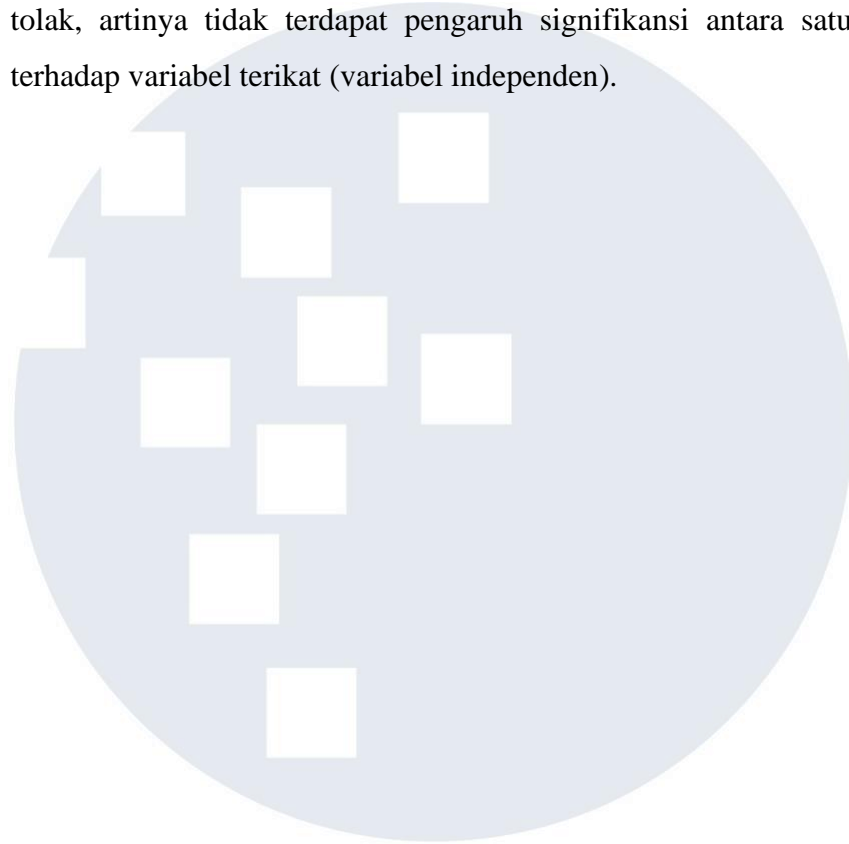 tolak, artinya tidak terdapat pengaruh signifikansi antara satu
terhadap variabel terikat (variabel independen).